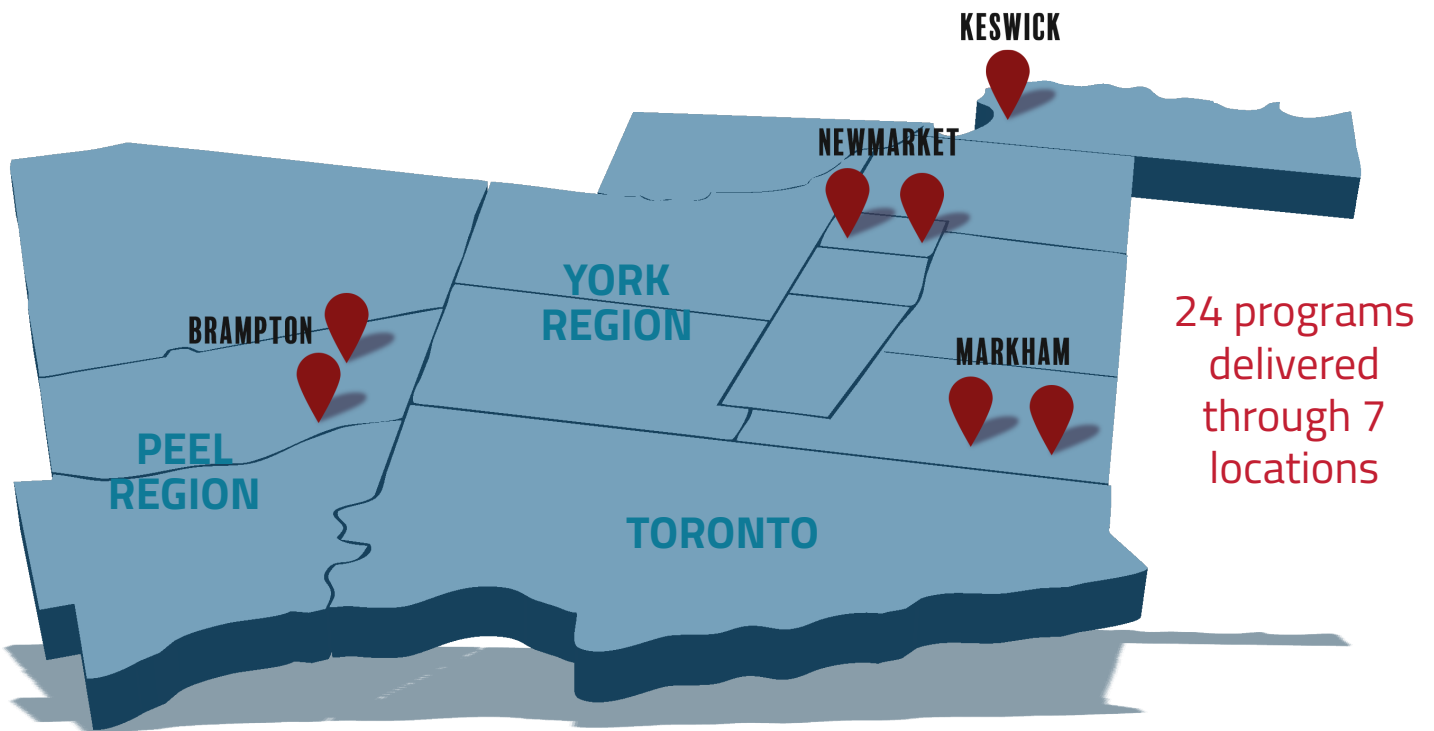 KESWICK
NEWMARKET
YORK
REGION
24 programs
delivered
through 7
locations
BRAMPTON
MARKHAM
PEEL
REGION
TORONTO